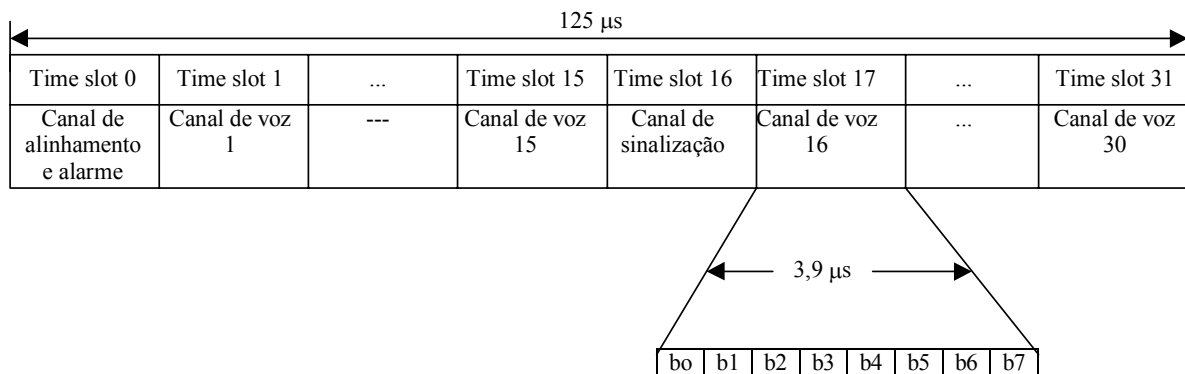 125 μs
Time slot 0 Time slot 1 ... Time slot 15 Time slot 16 Time slot 17 ... Time slot 31
Canal de alinhamento e alarme Canal de voz 1 --- Canal de voz 15 Canal de sinalização Canal de voz 16 ... Canal de voz 30
3,9 μs
bo b1 b2 b3 b4 b5 b6 b7